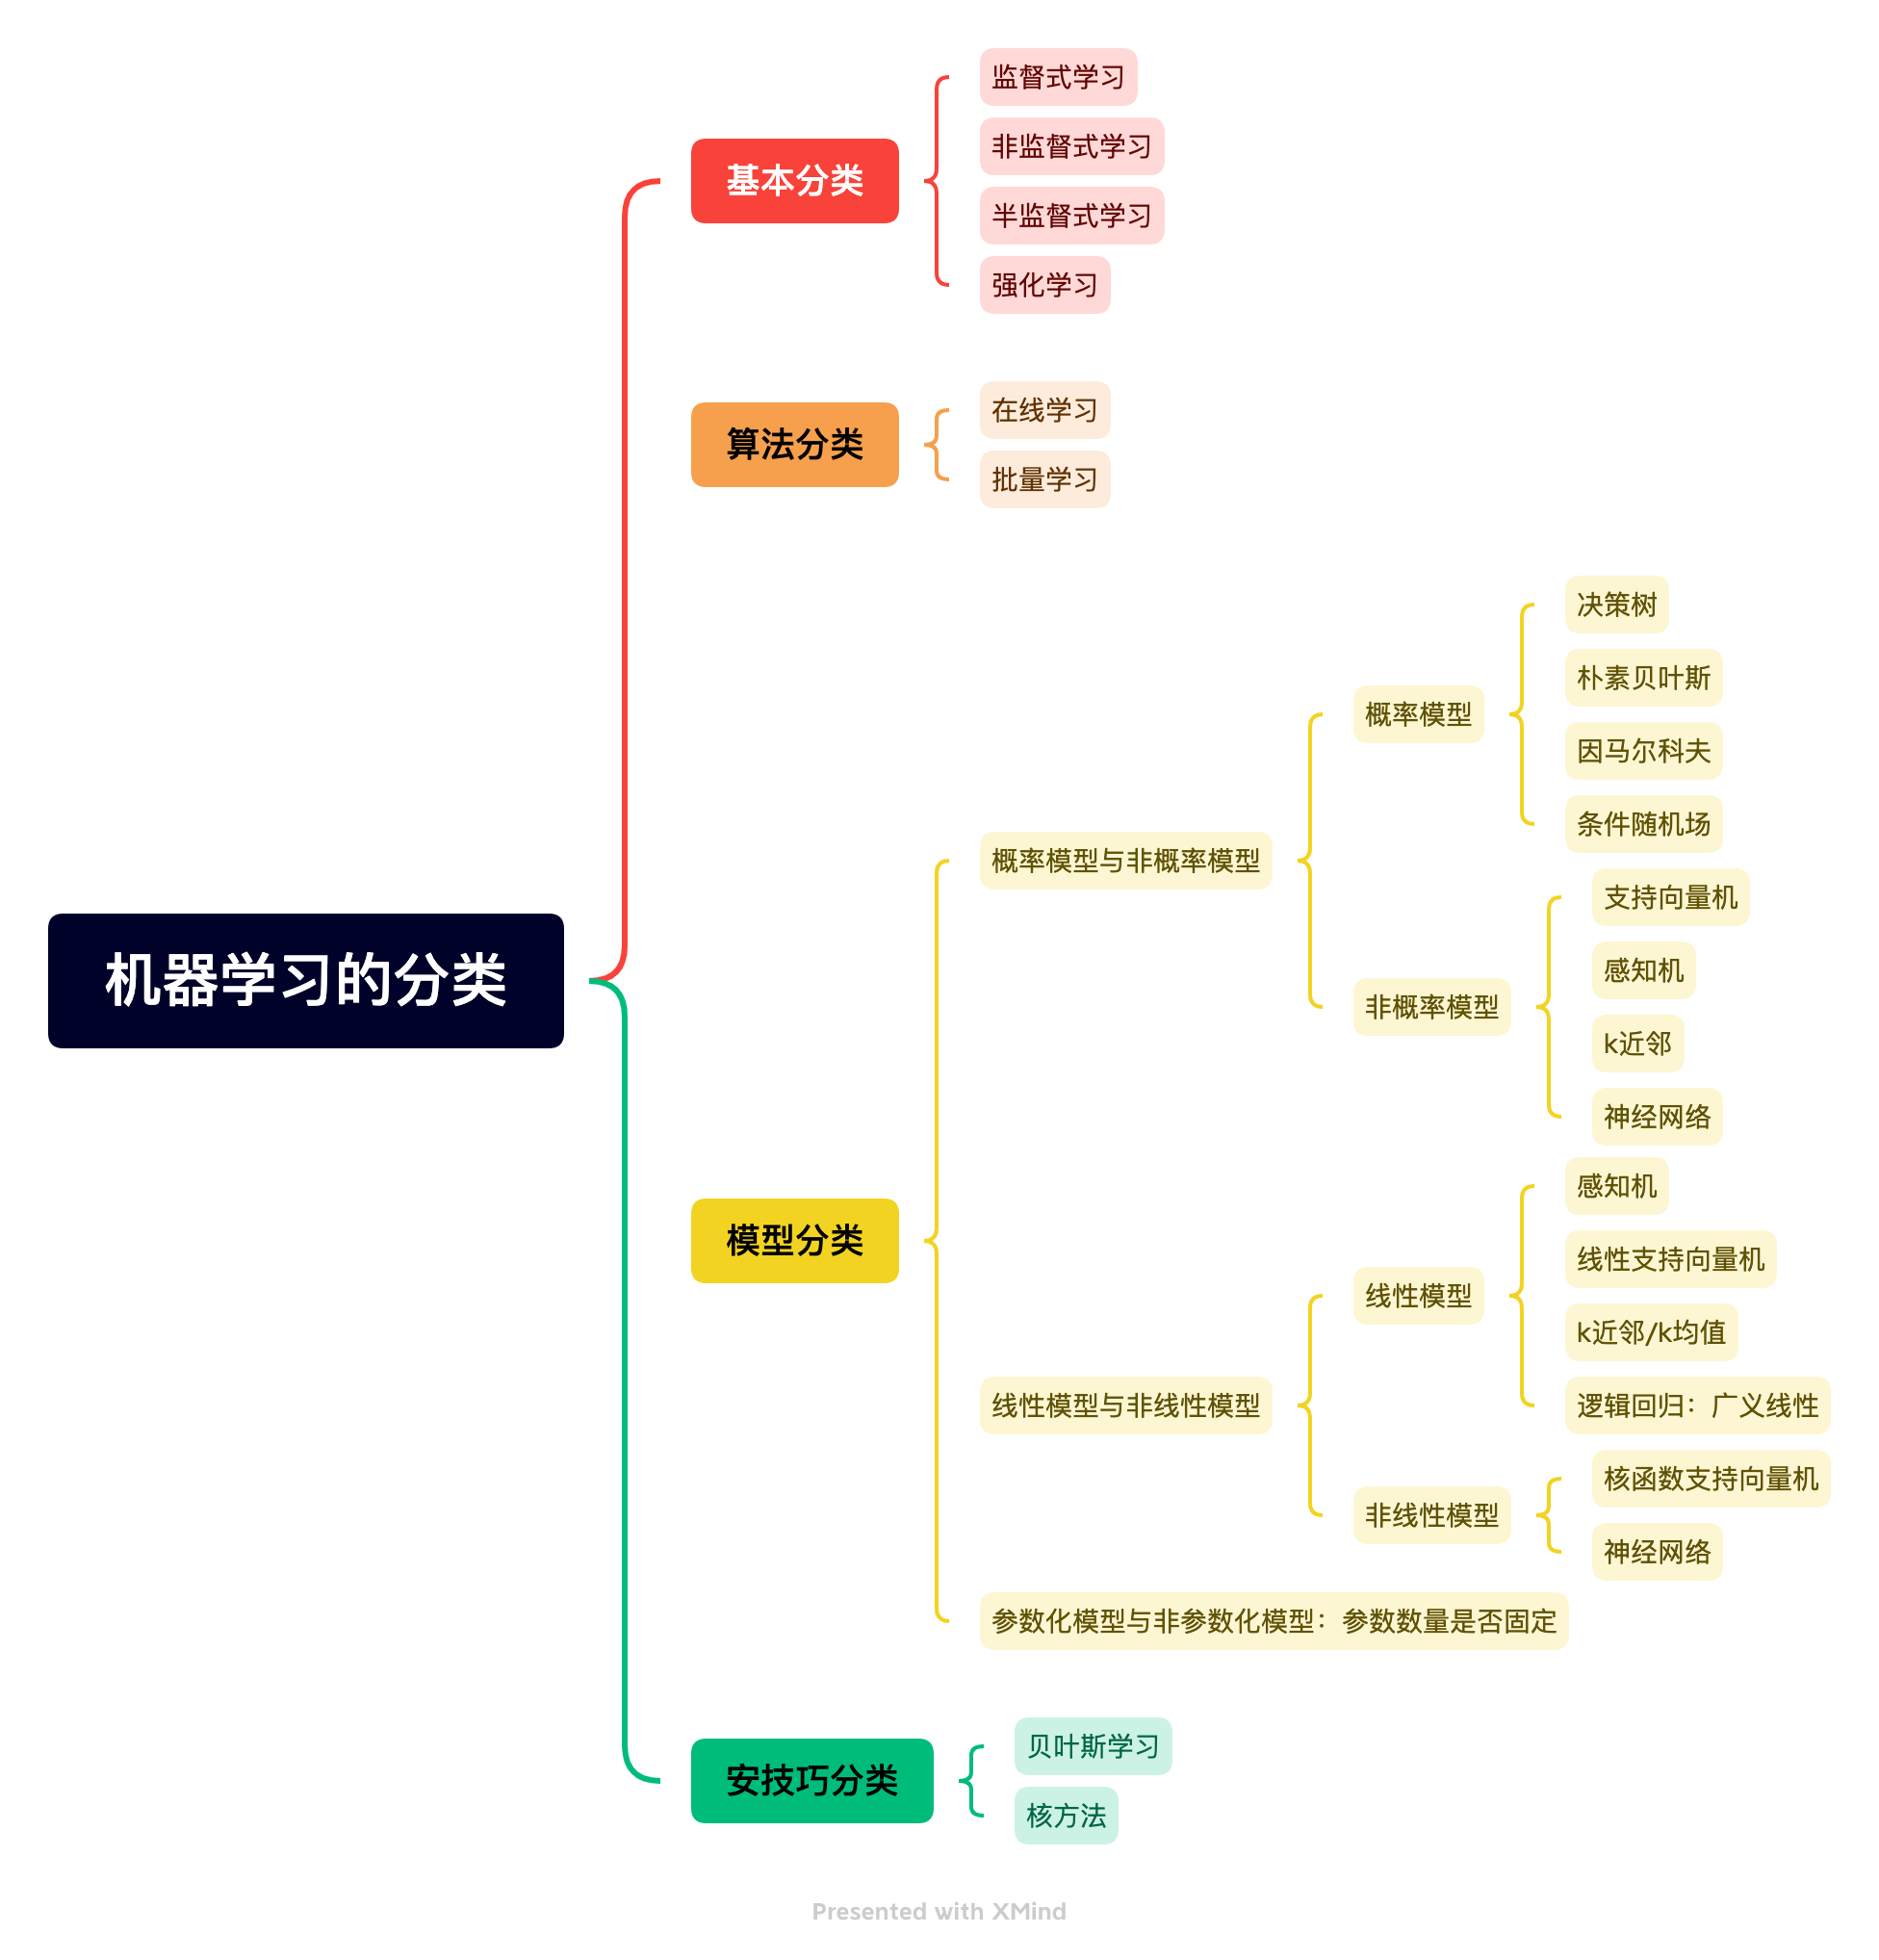 机器学习的分类
基本分类
监督式学习
非监督式学习
半监督式学习
强化学习
算法分类
在线学习
批量学习
模型分类
概率模型与非概率模型
概率模型
决策树
朴素贝叶斯
因马尔科夫
条件随机场
非概率模型
支持向量机
感知机
k近邻
神经网络
线性模型与非线性模型
线性模型
感知机
线性支持向量机
k近邻/k均值
逻辑回归：广义线性
非线性模型
核函数支持向量机
神经网络
参数化模型与非参数化模型：参数数量是否固定
安技巧分类
贝叶斯学习
核方法
Presented with XMind